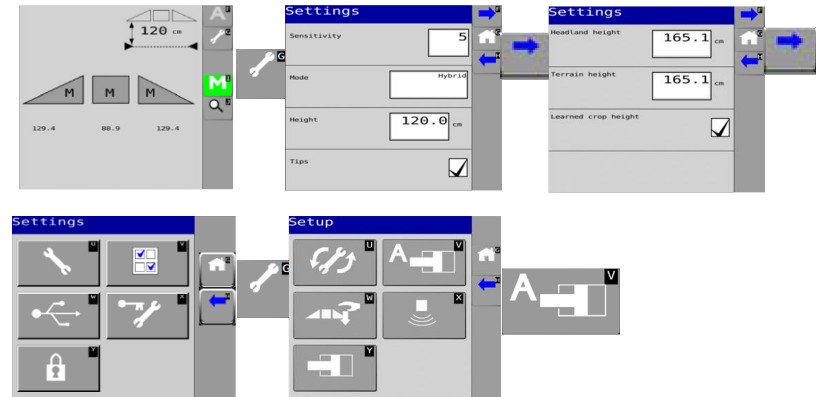 A
120 cm
M
M M M
129.4 88.9 129.4
G
Settings
Sensitivity 5
Mode Hybrid
Height 120.0 cm
Tips
Settings
Headland height 165.1 cm
Terrain height 165.1 cm
Learned crop height
Settings
G
Setup
U
A V
W
X
Y
A V